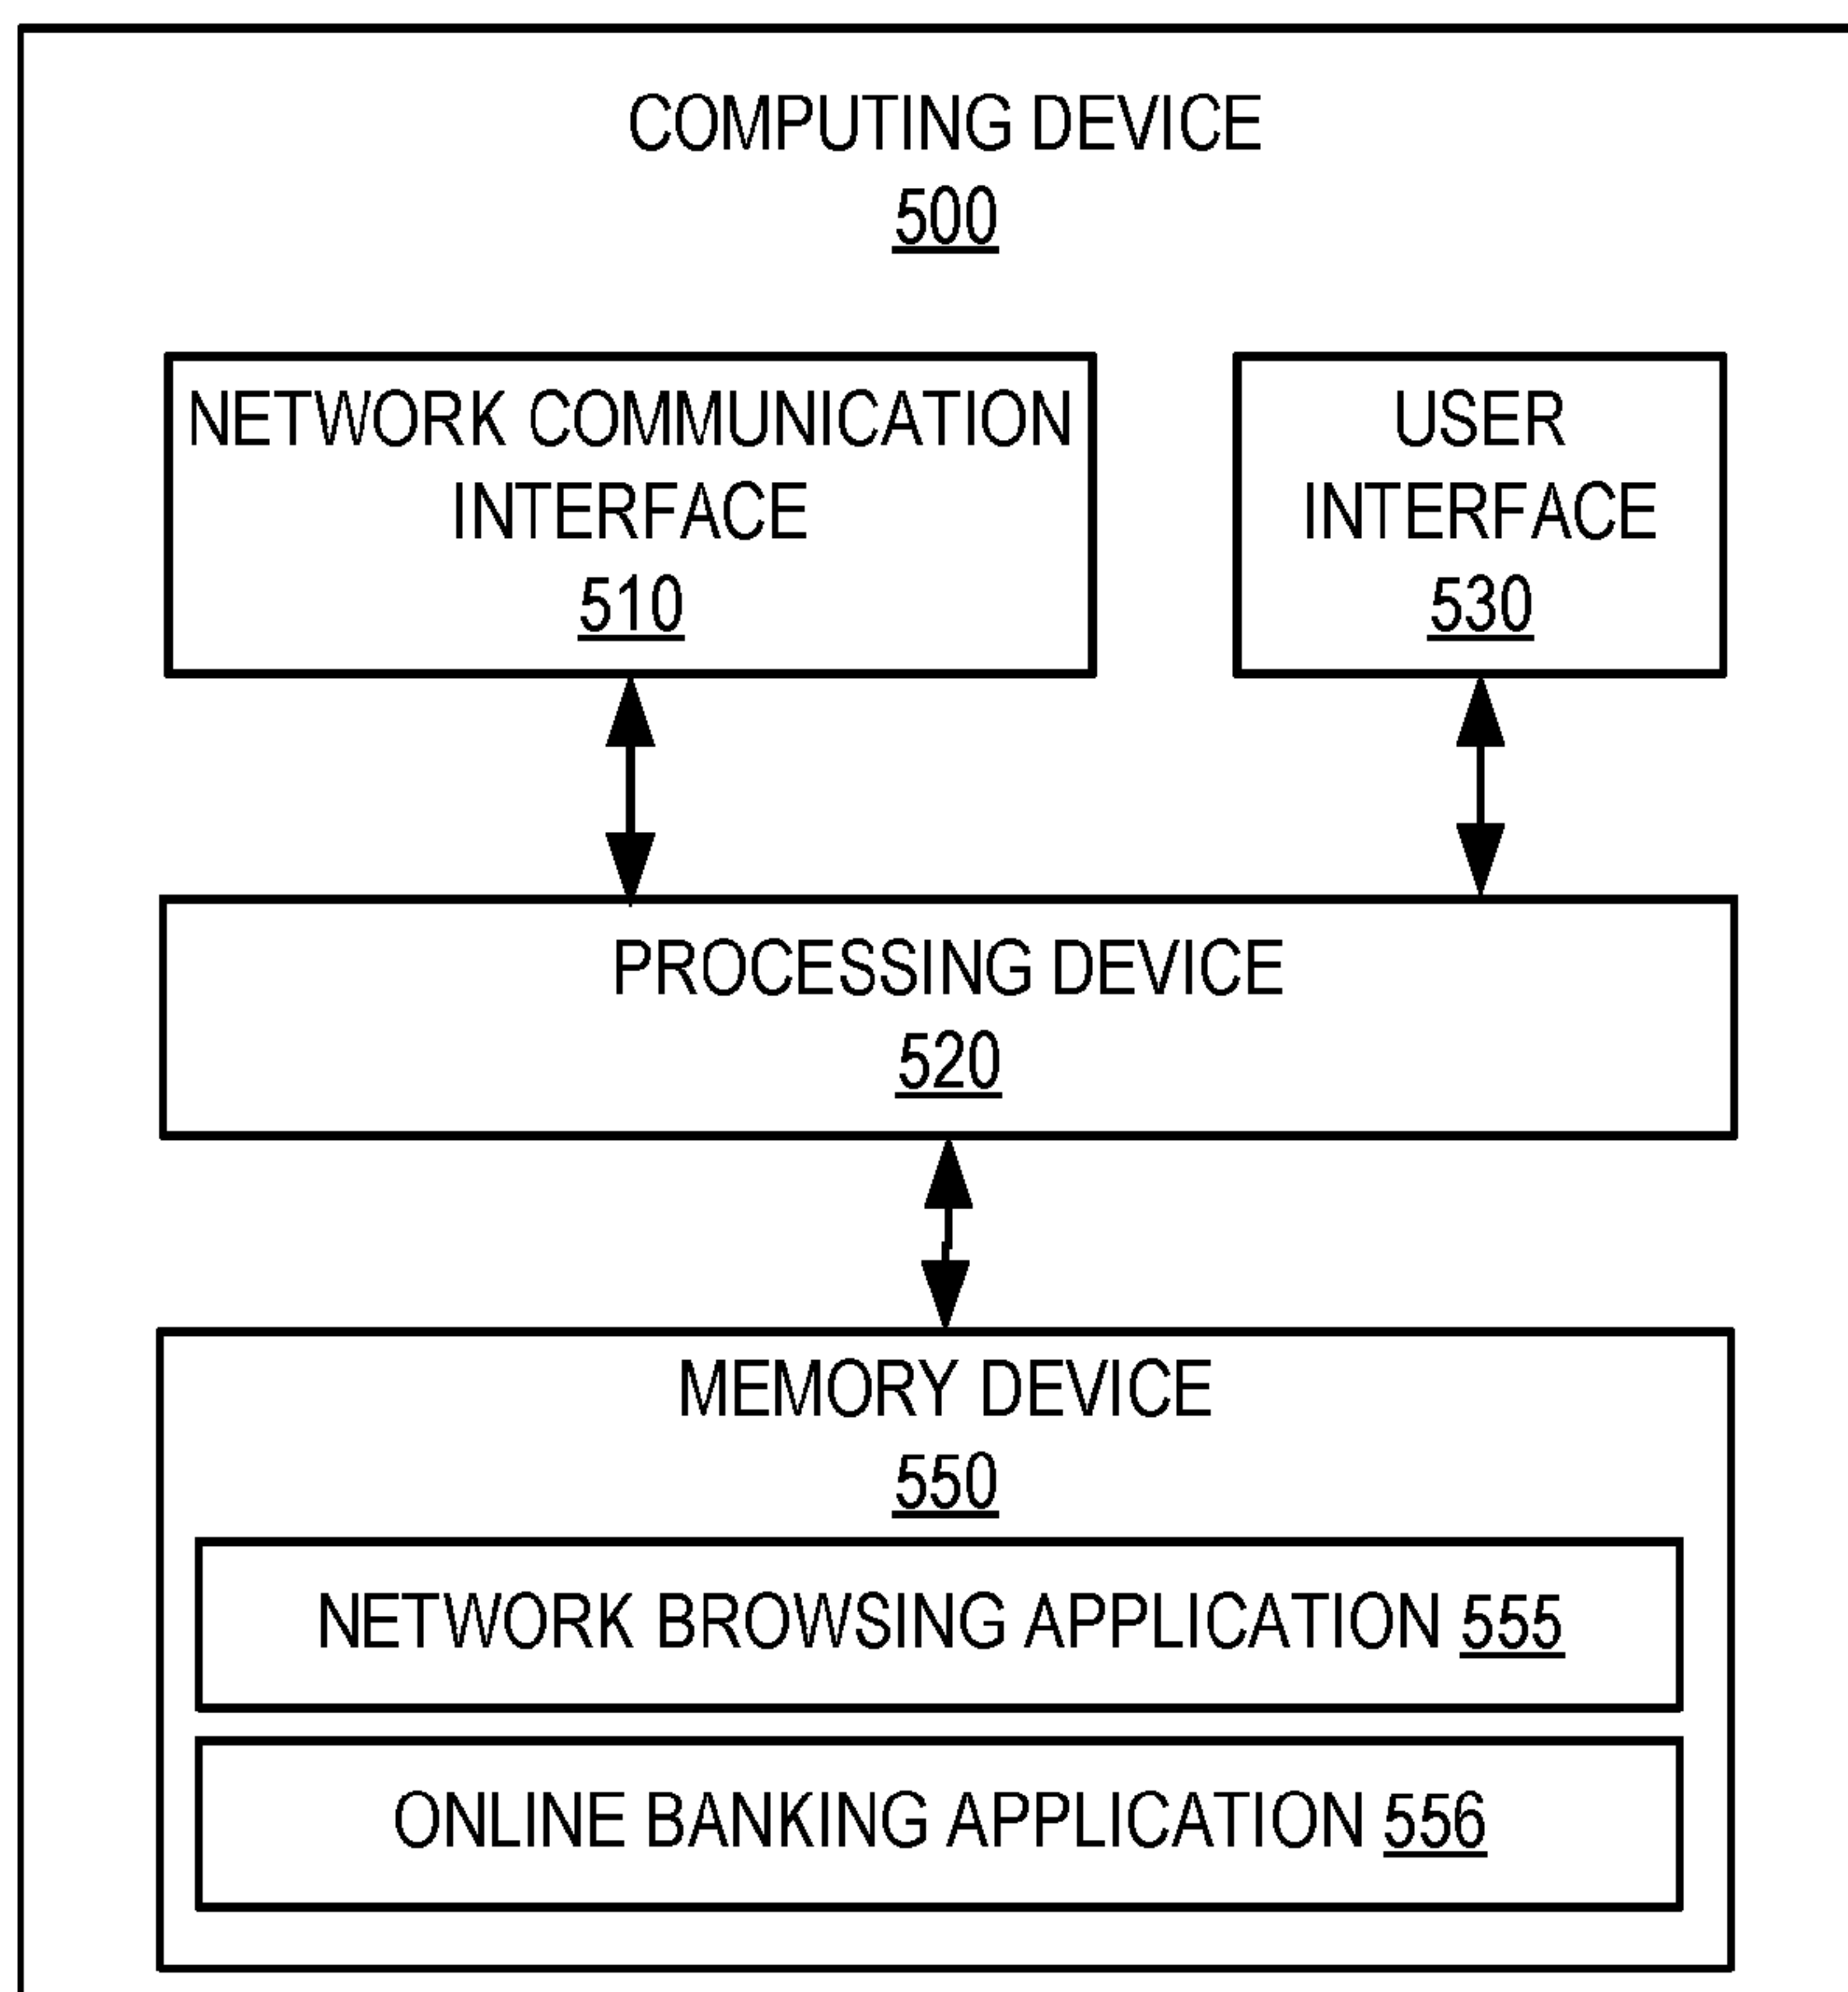 COMPUTING DEVICE
500
NETWORK COMMUNICATION
INTERFACE
510
USER
INTERFACE
530
PROCESSING DEVICE
520
MEMORY DEVICE
550
NETWORK BROWSING APPLICATION 555
ONLINE BANKING APPLICATION 556